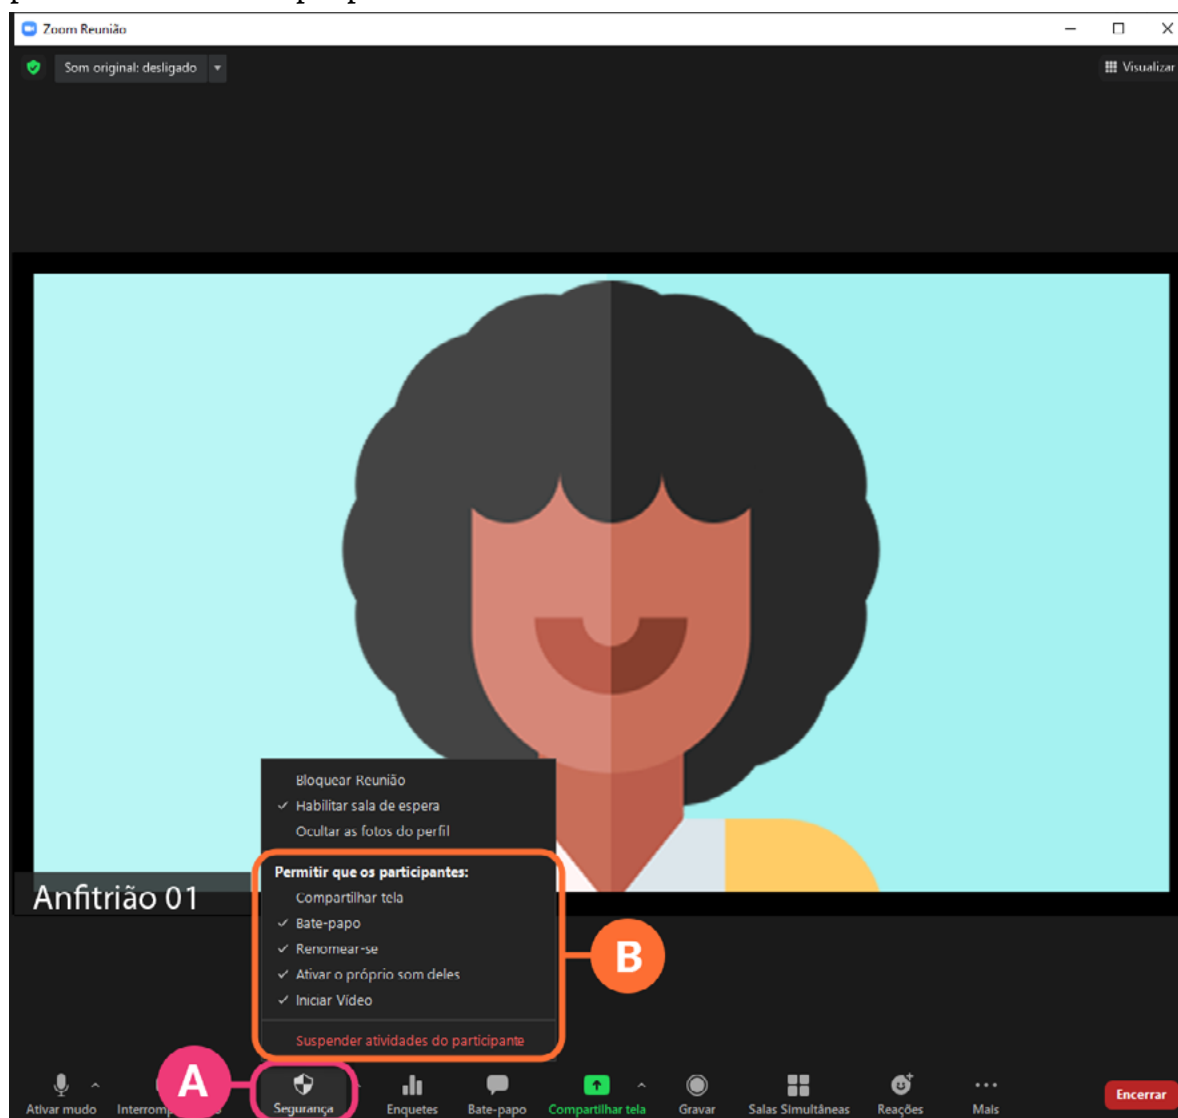 Zoom Reunião
Som original: desligado
Visualizar
Bloquear Reunião
✓ Habilitar sala de espera
Ocultar as fotos do perfil
Permitir que os participantes:
Compartilhar tela
✓ Bate-papo
✓ Renomear-se
✓ Ativar o próprio som deles
✓ Iniciar Vídeo
Suspender atividades do participante
Anfitrião 01
B
A
Ativar mudo
Segurança
Enquetes
Bate-papo
Compartilhar tela
Gravar
Salas Simultâneas
Reações
Mais
Encerrar